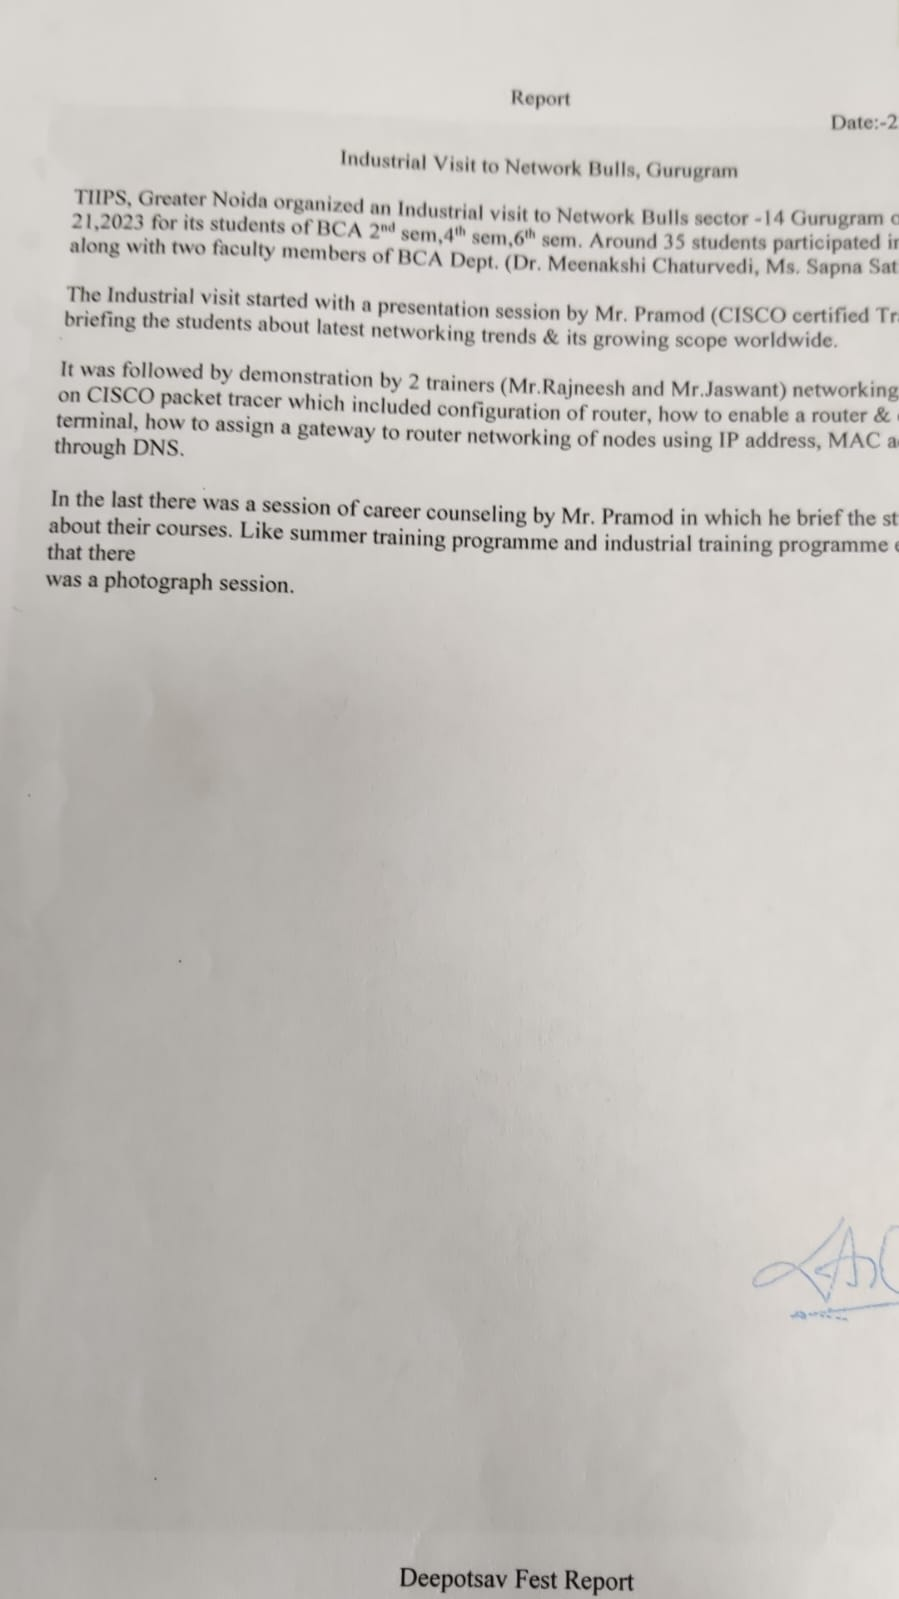 Report
Date:-2
Industrial Visit to Network Bulls, Gurugram
TIIPS, Greater Noida organized an Industrial visit to Network Bulls sector -14 Gurugram
21,2023 for its students of BCA 2nd sem,4th sem,6th sem. Around 35 students participated
along with two faculty members of BCA Dept. (Dr. Meenakshi Chaturvedi, Ms. Sapna Sat
The Industrial visit started with a presentation session by Mr. Pramod (CISCO certified Tr
briefing the students about latest networking trends & its growing scope worldwide.
It was followed by demonstration by 2 trainers (Mr.Rajneesh and Mr.Jaswant) networking
on CISCO packet tracer which included configuration of router, how to enable a router &
terminal, how to assign a gateway to router networking of nodes using IP address, MAC a
through DNS.
In the last there was a session of career counseling by Mr. Pramod in which he brief the st
about their courses. Like summer training programme and industrial training programme
that there
was a photograph session.
Deepotsav Fest Report